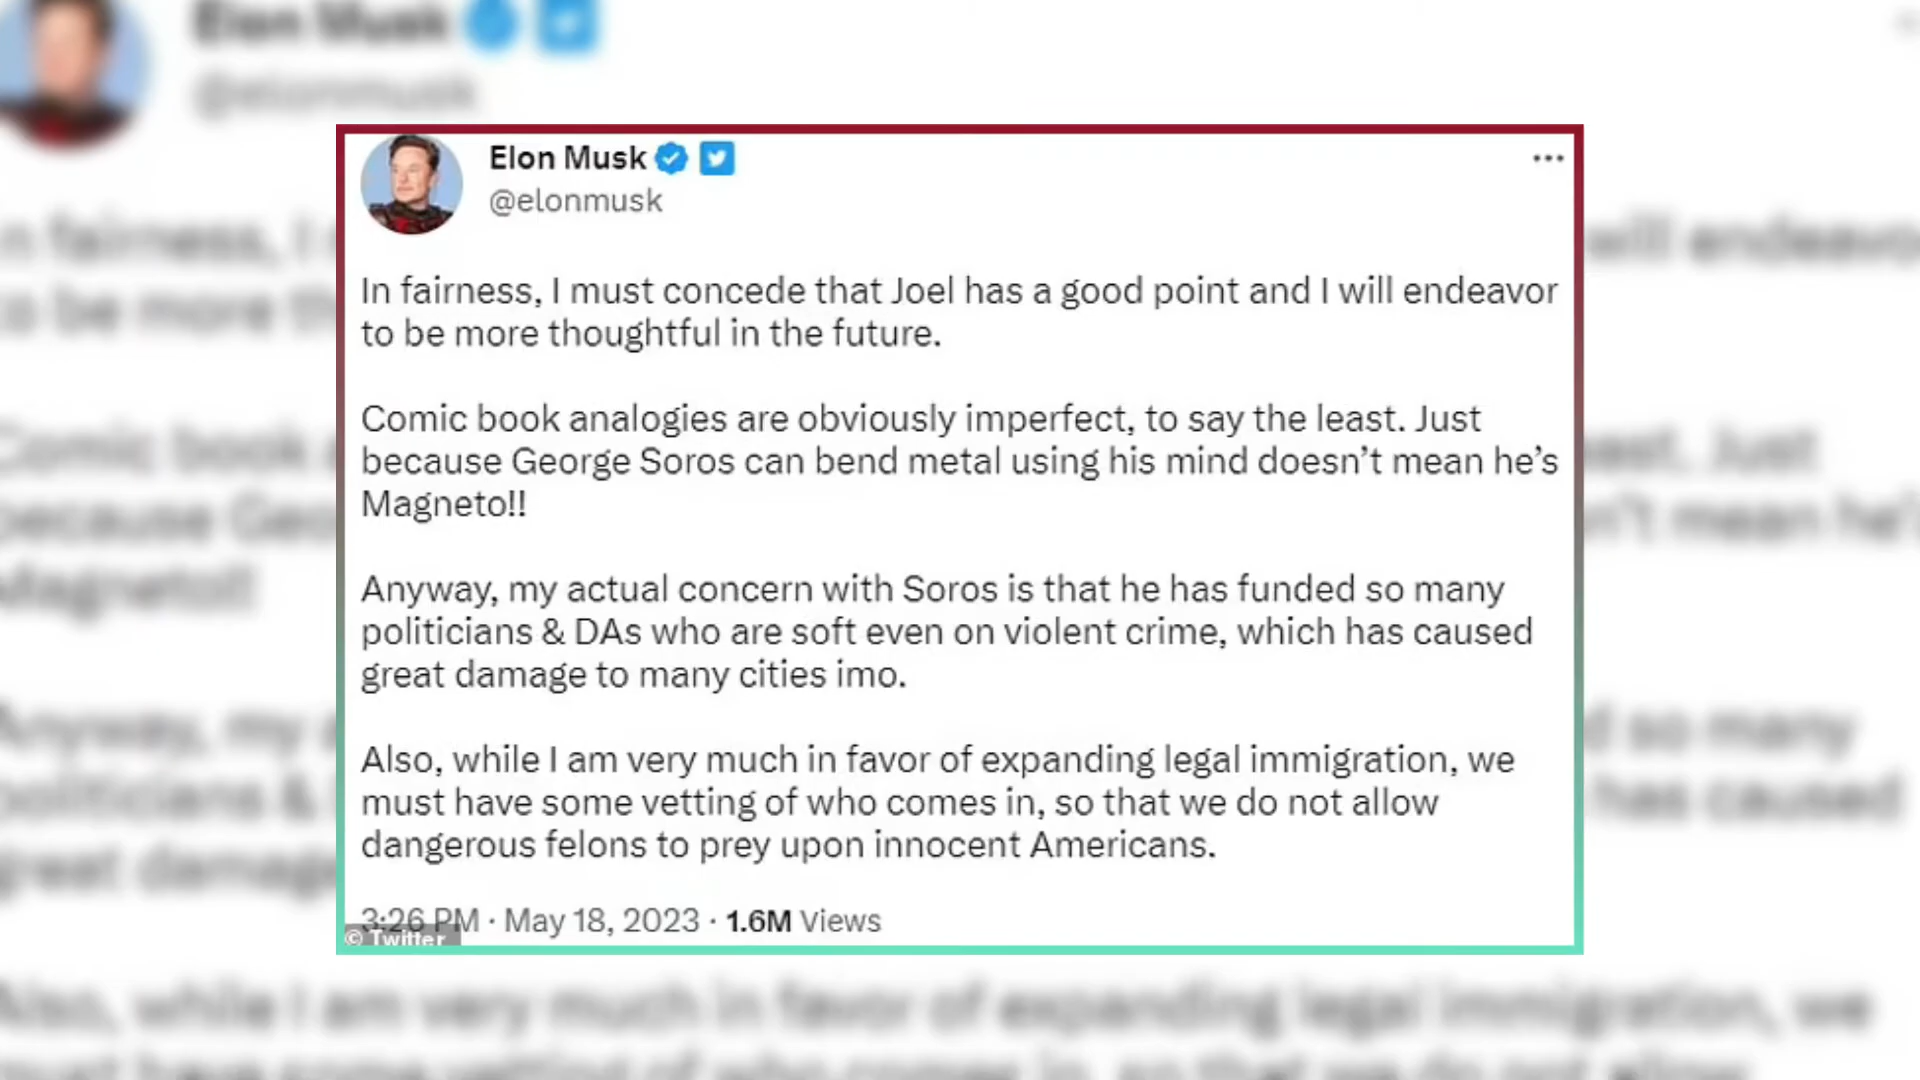 Elon Musk
@elonmusk
In fairness, I must concede that Joel has a good point and I will endeavor
to be more thoughtful in the future.
Comic book analogies are obviously imperfect, to say the least. Just
because George Soros can bend metal using his mind doesn't mean he's
Magneto!!
Anyway, my actual concern with Soros is that he has funded so many
politicians & DAs who are soft even on violent crime, which has caused
great damage to many cities imo.
Also, while I am very much in favor of expanding legal immigration, we
must have some vetting of who comes in, so that we do not allow
dangerous felons to prey upon innocent Americans.
3:26 PM · May 18, 2023 · 1.6M Views
© Twitter